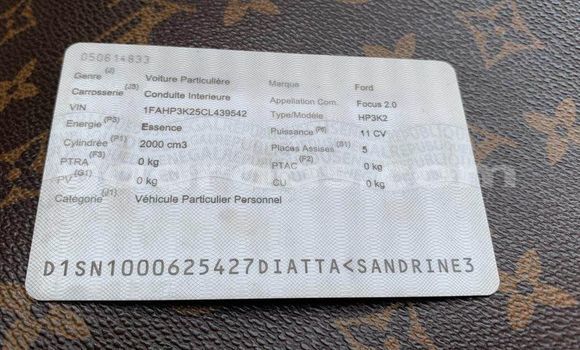 050614833
Genre (J) Voiture Particulière Marque Ford
Carrosserie (J3) Conduite Interieure Appellation Com. Focus 2.0
VIN 1FAHP3K25CL439542 Type/Modèle HP3K2
Energie (P3) Essence Puissance (P6) 11 CV
Cylindrée (P1) 2000 cm3 Places Assises (S1) 5
PTRA (F3) 0 kg PTAC (F2) 0 kg
PV (G1) 0 kg CU 0 kg
Categorie (J1) Véhicule Particulier Personnel
D1SN1000625427DIATTA<SANDRINE3